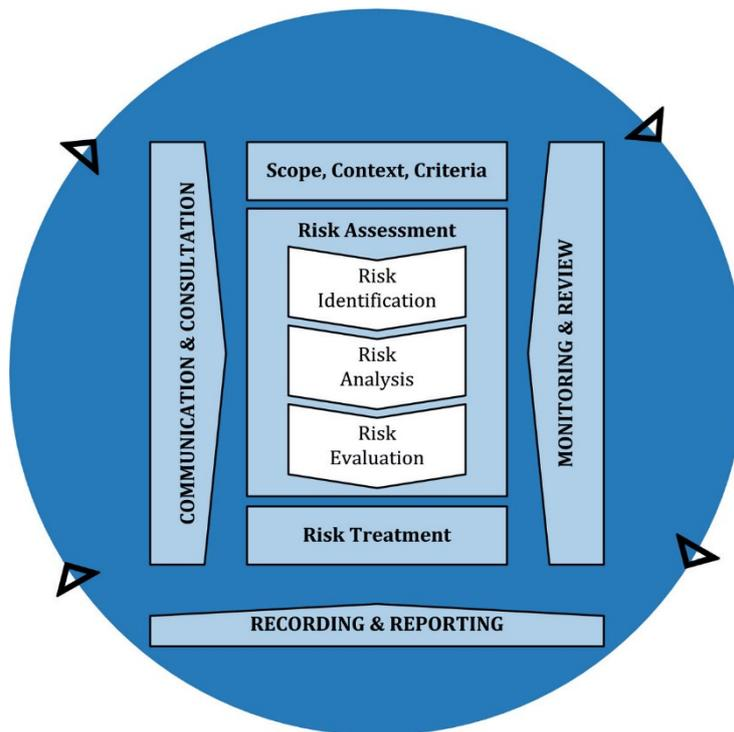 Scope, Context, Criteria
COMMUNICATION & CONSULTATION
Risk Assessment
Risk
Identification
Risk
Analysis
Risk
Evaluation
MONITORING & REVIEW
Risk Treatment
RECORDING & REPORTING